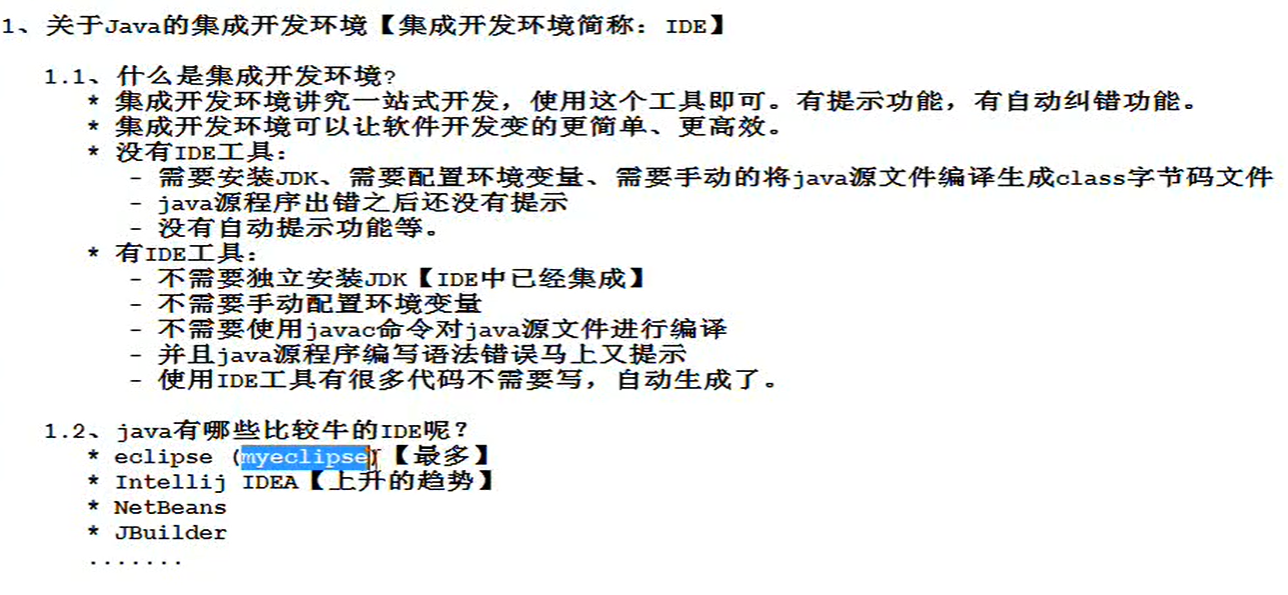 1、关于Java的集成开发环境【集成开发环境简称：IDE】
1.1、什么是集成开发环境?
* 集成开发环境讲究一站式开发，使用这个工具即可。有提示功能，有自动纠错功能。
* 集成开发环境可以让软件开发变的更简单、更高效。
* 没有IDE工具：
- 需要安装JDK、需要配置环境变量、需要手动的将java源文件编译生成class字节码文件
- java源程序出错之后还没有提示
- 没有自动提示功能等。
* 有IDE工具：
- 不需要独立安装JDK【IDE中已经集成】
- 不需要手动配置环境变量
- 不需要使用javac命令对java源文件进行编译
- 并且java源程序编写语法错误马上又提示
- 使用IDE工具有很多代码不需要写，自动生成了。
1.2、java有哪些比较牛的IDE呢？
* eclipse (myeclipse)【最多】
* Intellij IDEA【上升的趋势】
* NetBeans
* JBuilder
.......